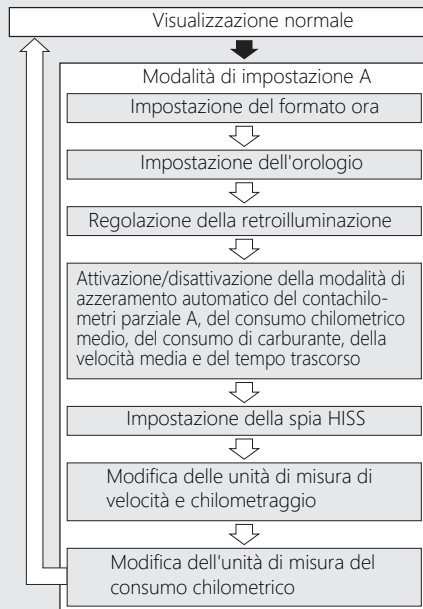 Visualizzazione normale
Modalità di impostazione A
Impostazione del formato ora
Impostazione dell'orologio
Regolazione della retroilluminazione
Attivazione/disattivazione della modalità di
azzeramento automatico del contachilo-
metri parziale A, del consumo chilometrico
medio, del consumo di carburante, della
velocità media e del tempo trascorso
Impostazione della spia HISS
Modifica delle unità di misura di
velocità e chilometraggio
Modifica dell'unità di misura del
consumo chilometrico